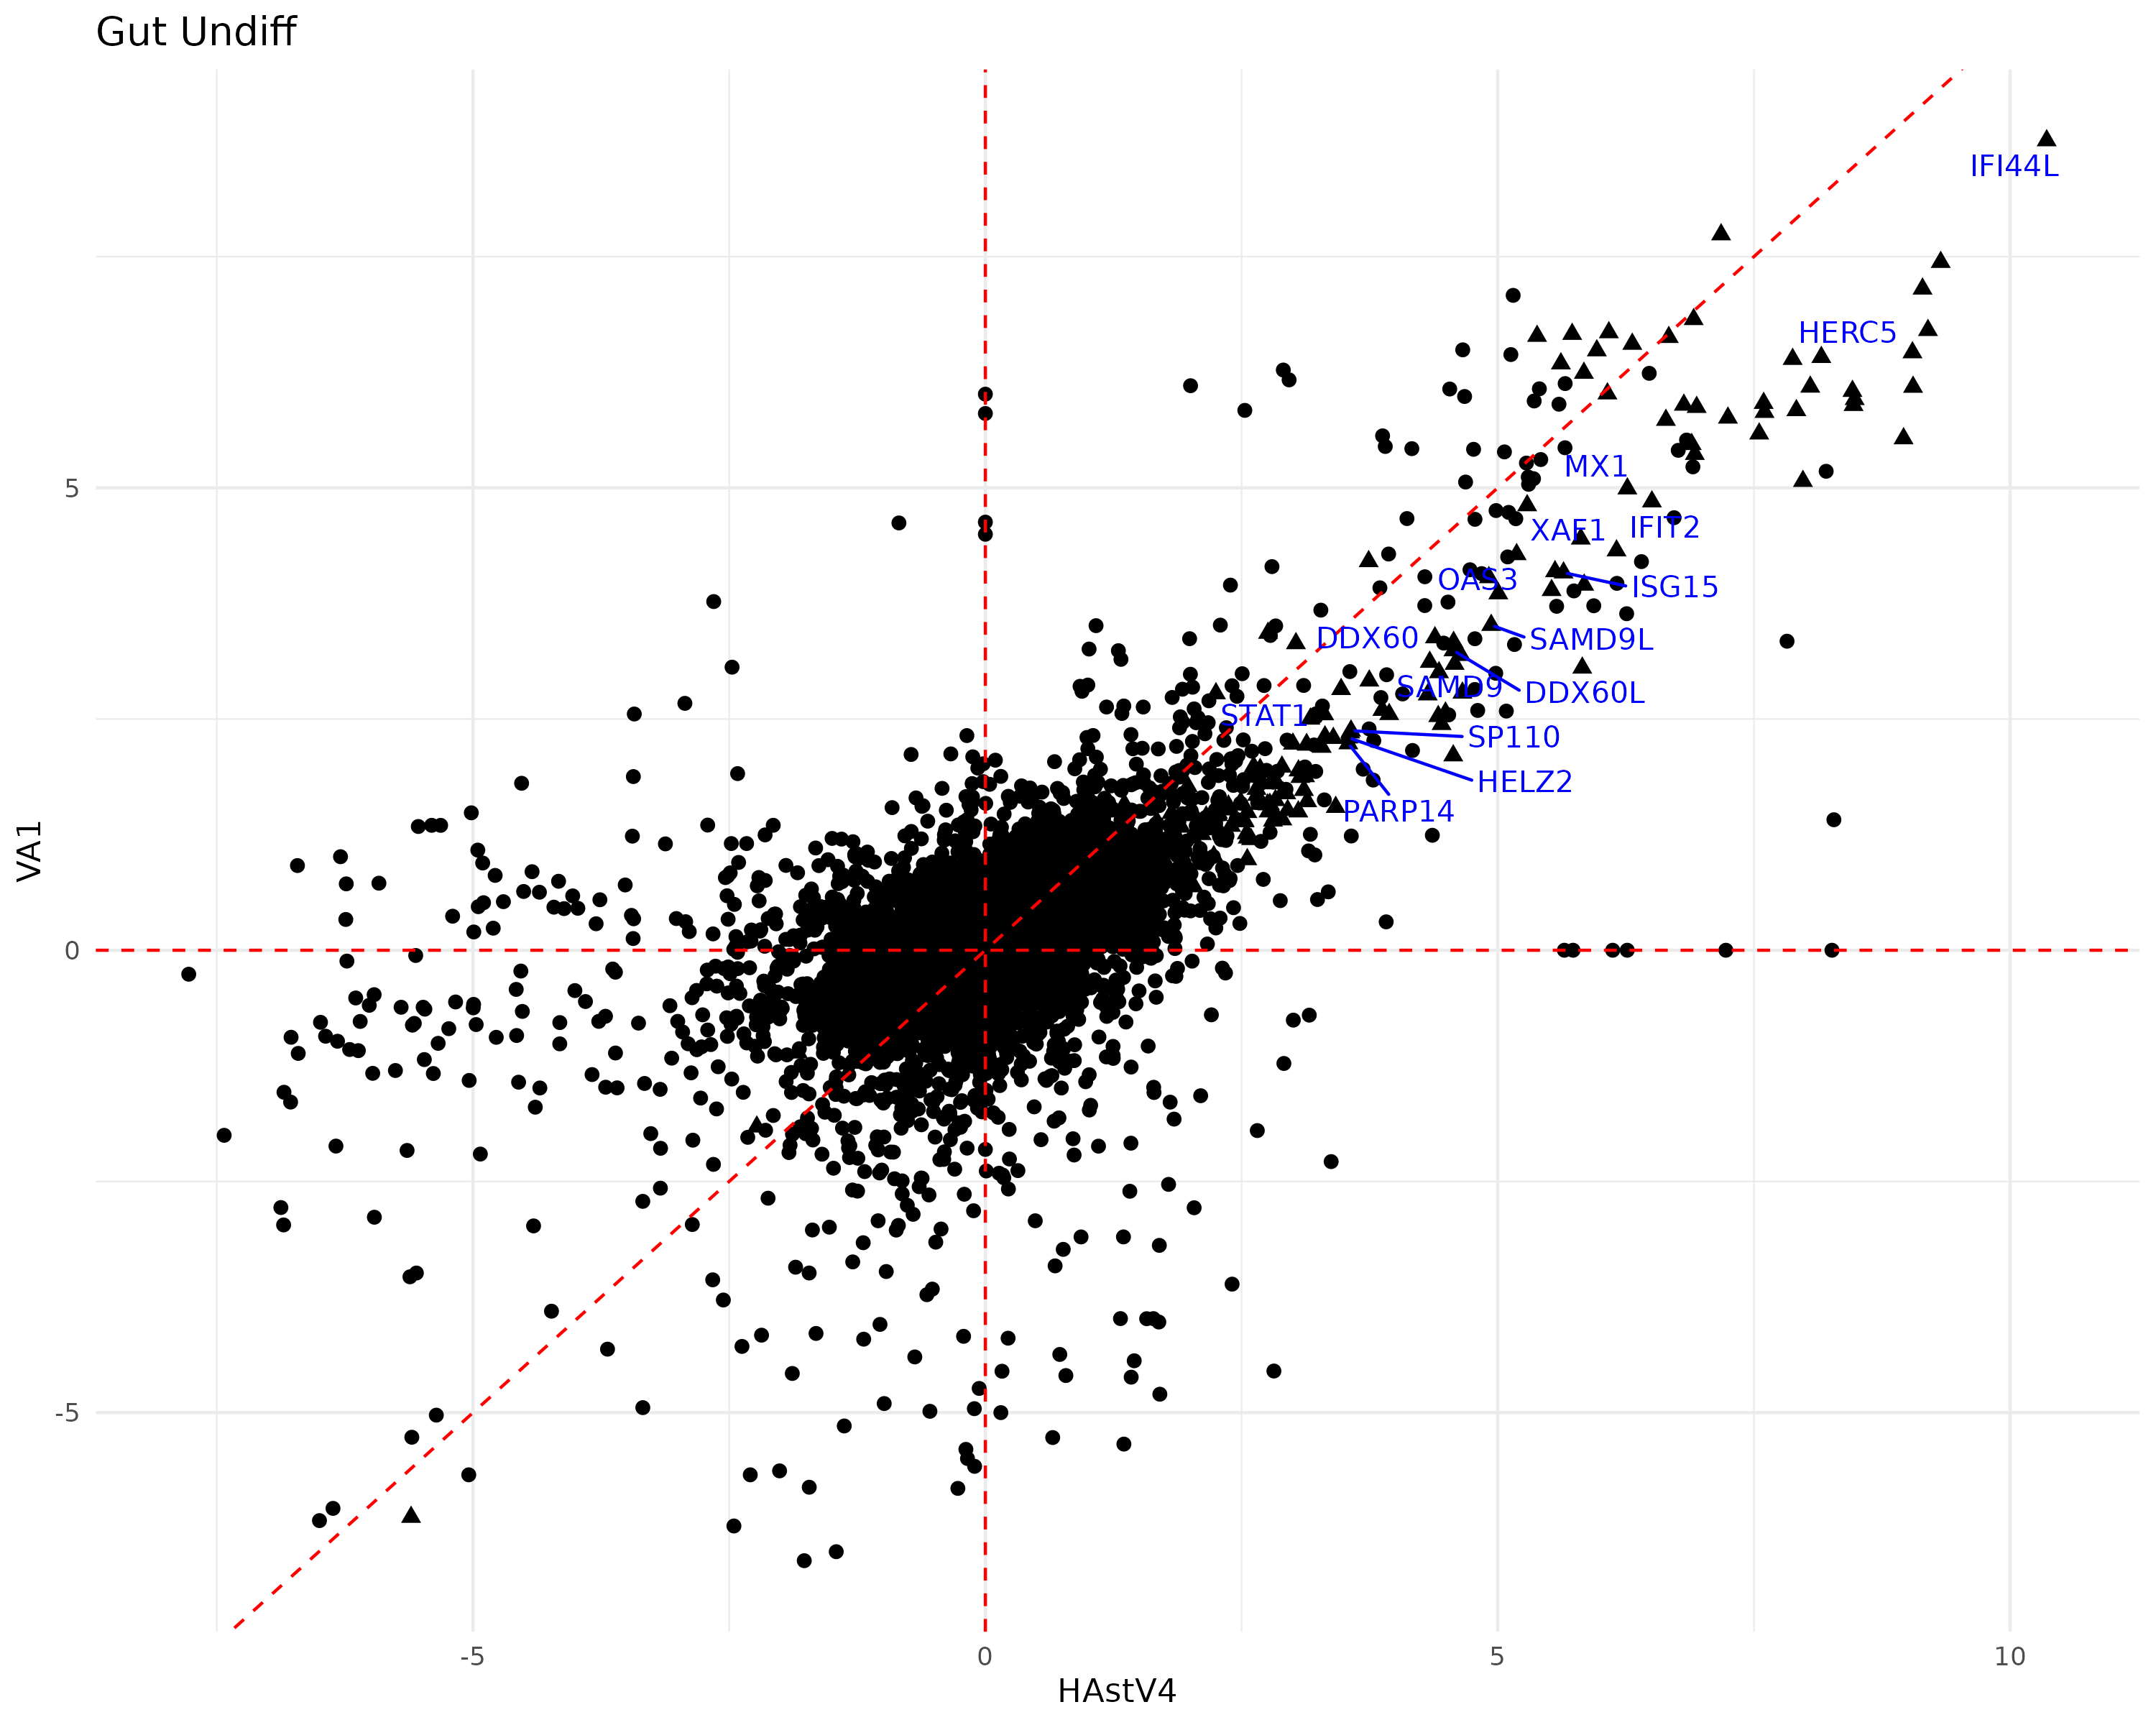 Gut Undiff
IFI44L
HERC5
MX1
XAF1
IFIT2
OAS3
ISG15
DDX60
SAMD9L
SAMD9
DDX60L
STAT1
SP110
HELZ2
PARP14
5
0
-5
VA1
-5
0
5
10
HAstV4